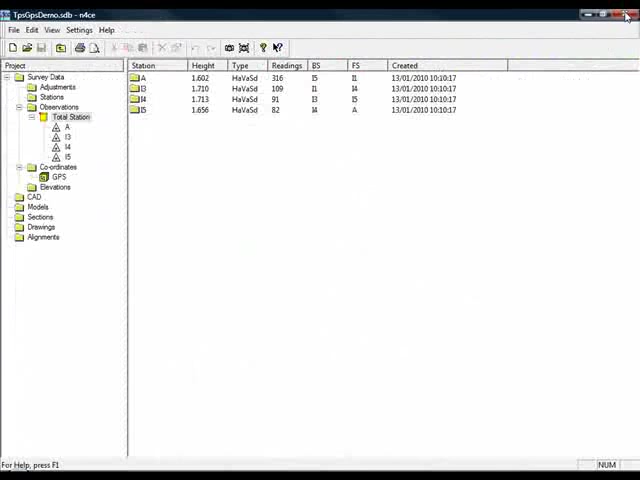 TpsGpsDemo.sdb - n4ce
File Edit View Settings Help
Project
Survey Data
Adjustments
Stations
Observations
Total Station
A
I3
I4
I5
Co-ordinates
GPS
Elevations
CAD
Models
Sections
Drawings
Alignments
Station Height Type Readings BS FS Created
A 1.602 HaVaSd 316 I5 I1 13/01/2010 10:10:17
I3 1.710 HaVaSd 109 I1 I4 13/01/2010 10:10:17
I4 1.713 HaVaSd 91 I3 I5 13/01/2010 10:10:17
I5 1.656 HaVaSd 82 I4 A 13/01/2010 10:10:17
For Help, press F1
NUM